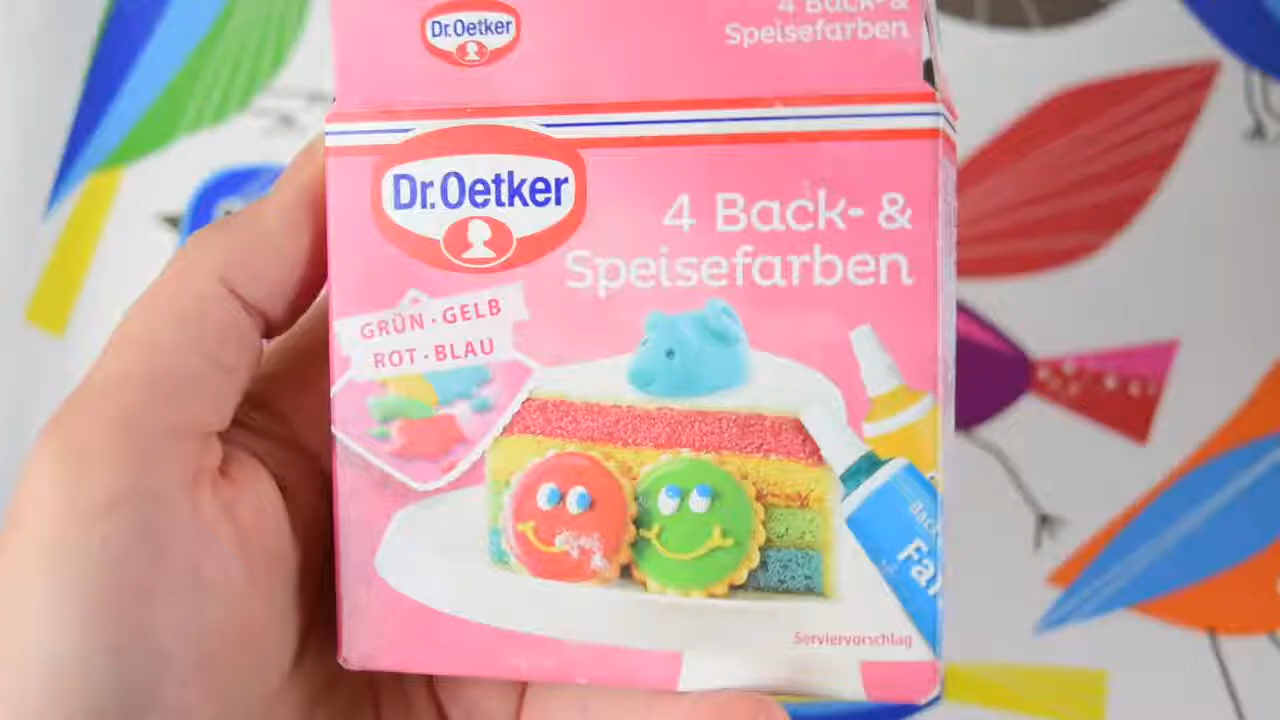 Dr.Oetker
4 Back- &
Speisefarben
Dr.Oetker
4 Back- &
Speisefarben
GRÜN · GELB
ROT · BLAU
Serviervorschlag